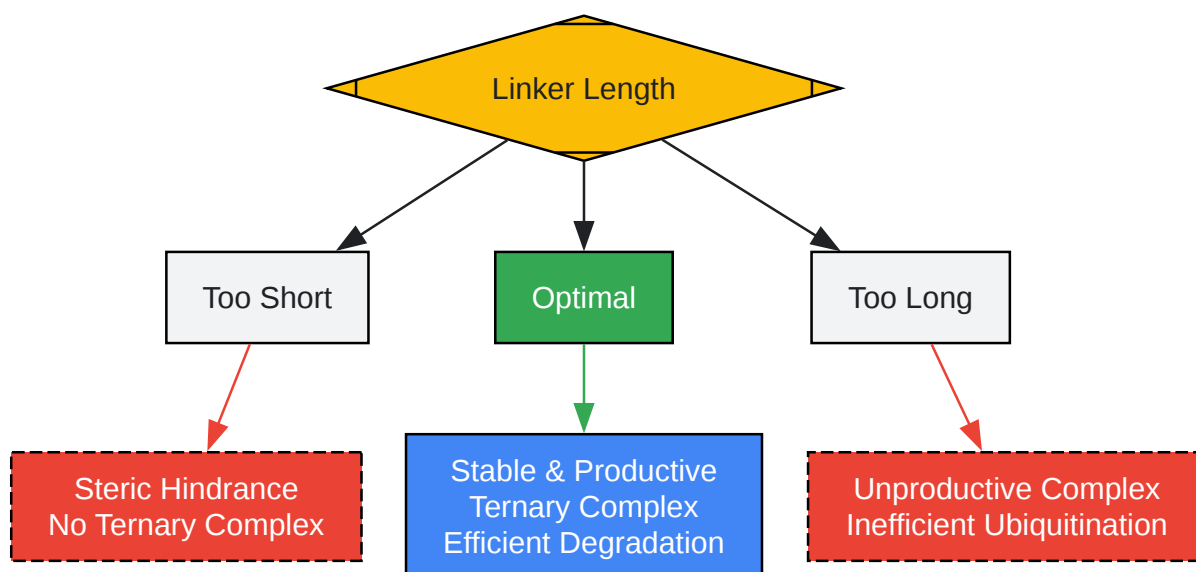 Linker Length
Too Short
Optimal
Too Long
Steric Hindrance
No Ternary Complex
Stable & Productive
Ternary Complex
Efficient Degradation
Unproductive Complex
Inefficient Ubiquitination